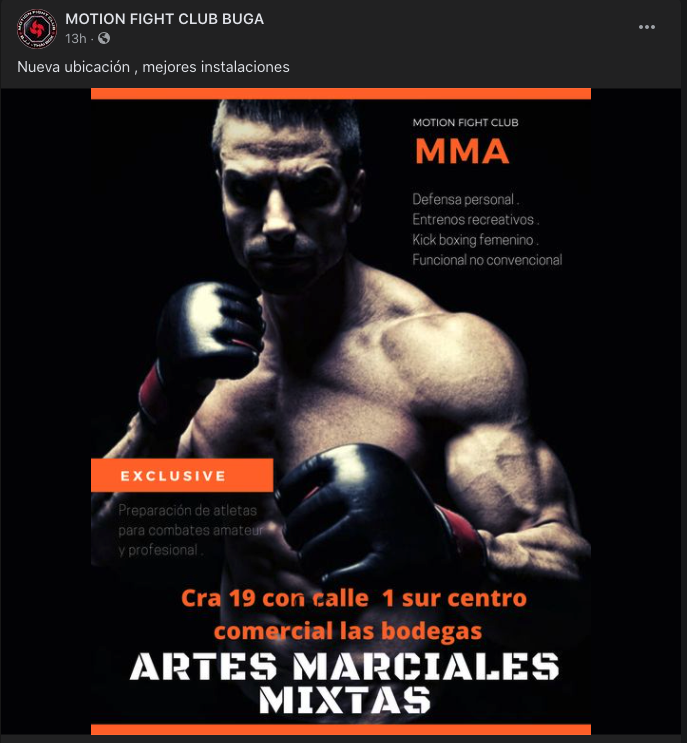 MOTION FIGHT CLUB BUGA
13h ·
Nueva ubicación , mejores instalaciones
MOTION FIGHT CLUB
MMA
Defensa personal .
Entrenos recreativos .
Kick boxing femenino .
Funcional no convencional
EXCLUSIVE
Preparación de atletas
para combates amateur
y profesional .
Cra 19 con calle 1 sur centro
comercial las bodegas
ARTES MARCIALES
MIXTAS